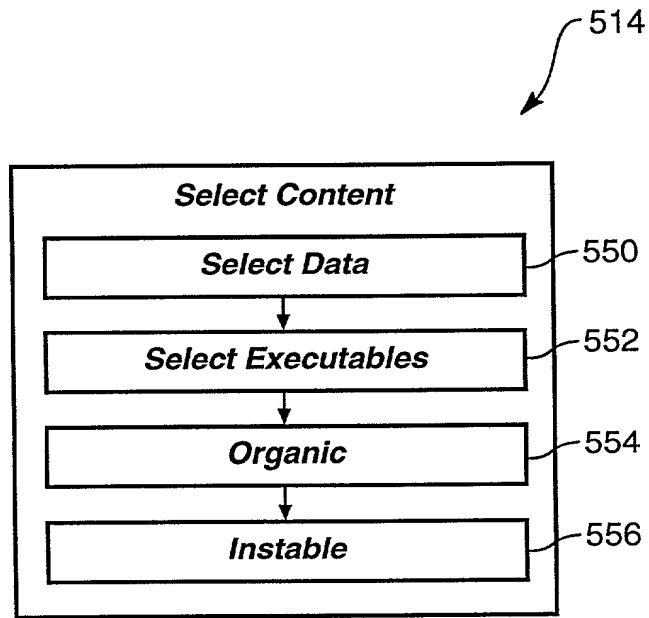 514
Select Content
Select Data
550
Select Executables
552
Organic
554
Instable
556